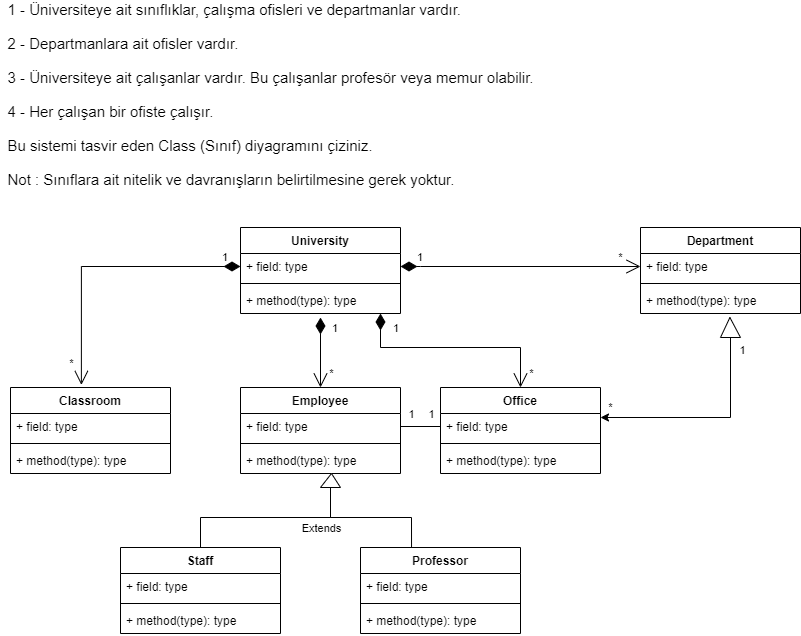 1 - Üniversiteye ait sınıflıklar, çalışma ofisleri ve departmanlar vardır.
2 - Departmanlara ait ofisler vardır.
3 - Üniversiteye ait çalışanlar vardır. Bu çalışanlar profesör veya memur olabilir.
4 - Her çalışan bir ofiste çalışır.
Bu sistemi tasvir eden Class (Sınıf) diyagramını çiziniz.
Not : Sınıflara ait nitelik ve davranışların belirtilmesine gerek yoktur.
University
+ field: type
+ method(type): type
Department
+ field: type
+ method(type): type
1
1
*
1
1
1
*
*
*
*
Classroom
+ field: type
+ method(type): type
Employee
+ field: type
+ method(type): type
1 1
Office
+ field: type
+ method(type): type
Extends
Staff
+ field: type
+ method(type): type
Professor
+ field: type
+ method(type): type